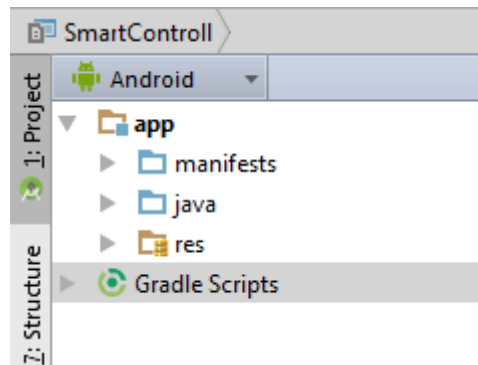 SmartControll
1: Project
Android
app
manifests
java
res
Gradle Scripts
7: Structure